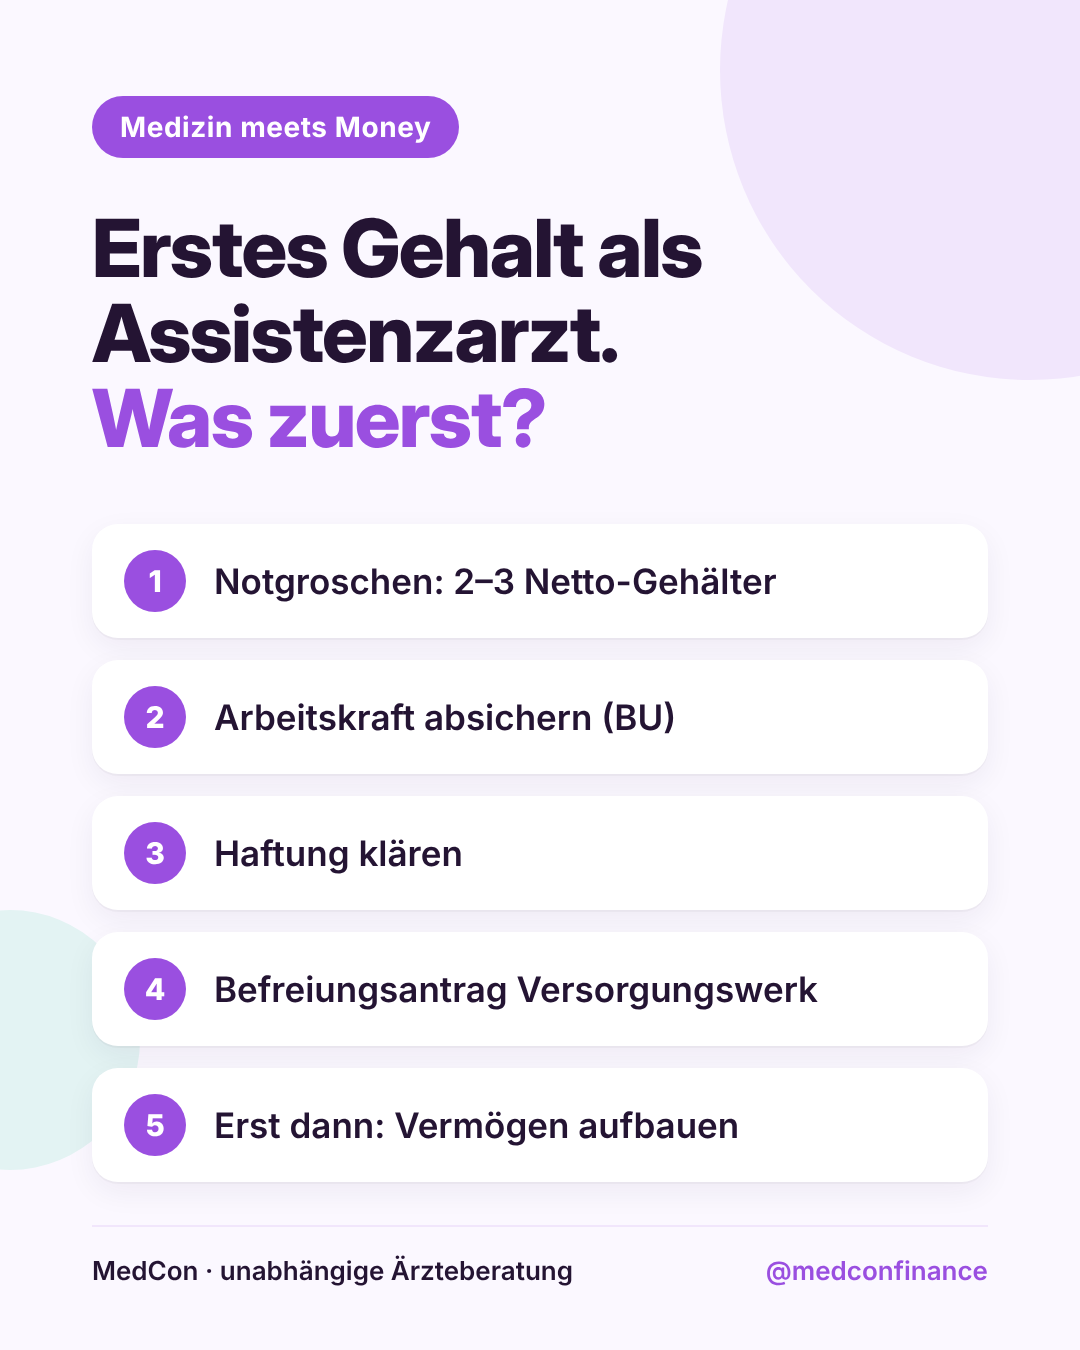 Medizin meets Money
Erstes Gehalt als
Assistenzarzt.
Was zuerst?
1 Notgroschen: 2–3 Netto-Gehälter
2 Arbeitskraft absichern (BU)
3 Haftung klären
4 Befreiungsantrag Versorgungswerk
5 Erst dann: Vermögen aufbauen
MedCon · unabhängige Ärzteberatung @medconfinance